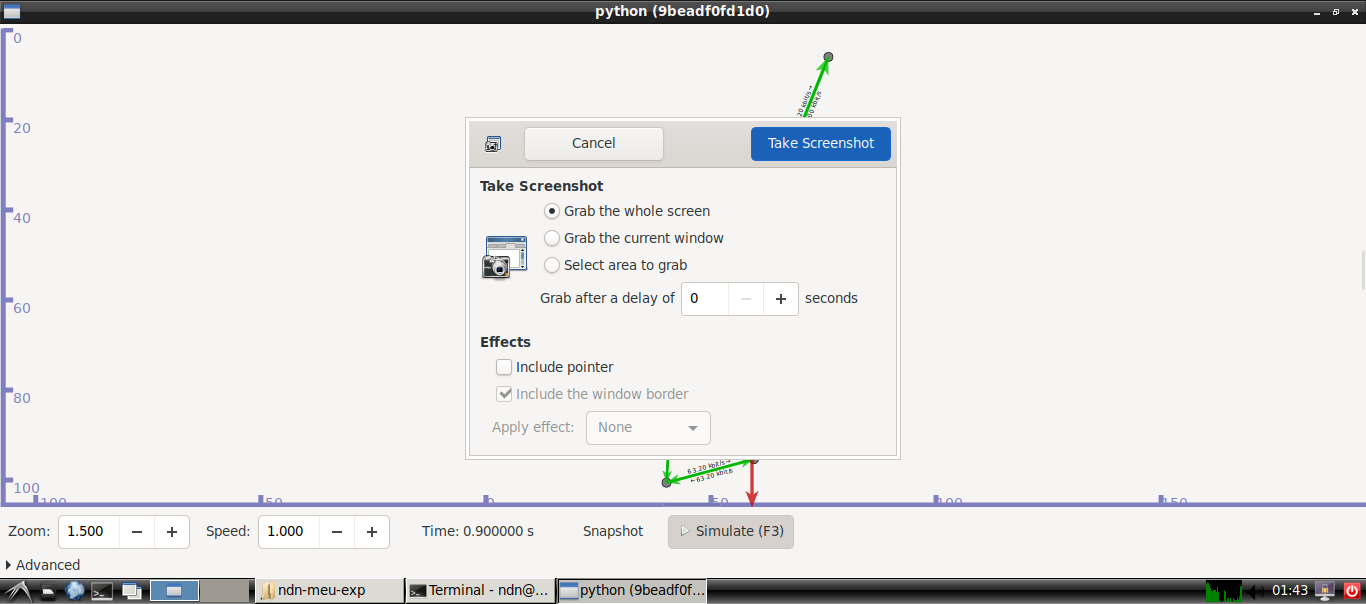 python (9beadf0fd1d0)
0
20
40
60
80
100
Cancel
Take Screenshot
Take Screenshot
Grab the whole screen
Grab the current window
Select area to grab
Grab after a delay of 0 seconds
Effects
Include pointer
Include the window border
Apply effect: None
63.20 kbit/s→
←63.20 kbit/s
-100 -50 0 50 100 150
Zoom: 1.500 Speed: 1.000 Time: 0.900000 s Snapshot Simulate (F3)
Advanced
ndn-meu-exp Terminal - ndn@... python (9beadf0f... 01:43